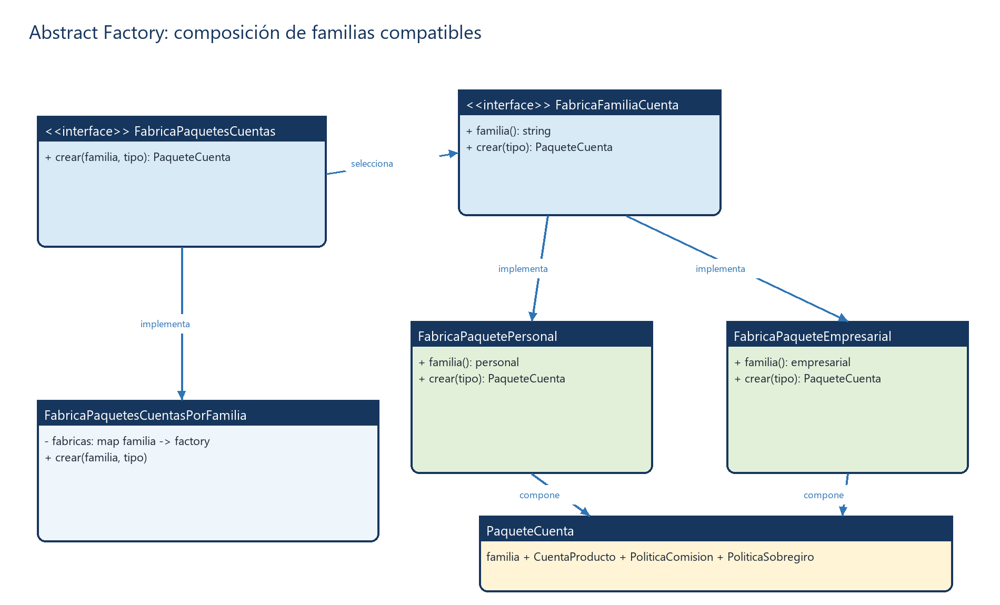 Abstract Factory: composición de familias compatibles
<<interface>> FabricaPaquetesCuentas
+ crear(familia, tipo): PaqueteCuenta
selecciona
<<interface>> FabricaFamiliaCuenta
+ familia(): string
+ crear(tipo): PaqueteCuenta
implementa
implementa
implementa
FabricaPaquetesCuentasPorFamilia
- fabricas: map familia -> factory
+ crear(familia, tipo)
FabricaPaquetePersonal
+ familia(): personal
+ crear(tipo): PaqueteCuenta
FabricaPaqueteEmpresarial
+ familia(): empresarial
+ crear(tipo): PaqueteCuenta
compone
compone
PaqueteCuenta
familia + CuentaProducto + PoliticaComision + PoliticaSobregiro